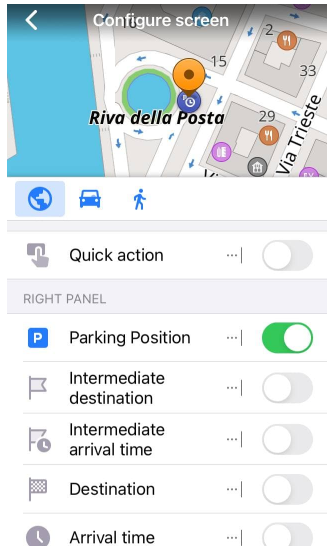 Configure screen
2
15
33
Riva della Posta
29
Via Trieste
Quick action
RIGHT PANEL
P
Parking Position
Intermediate
destination
Intermediate
arrival time
Destination
Arrival time